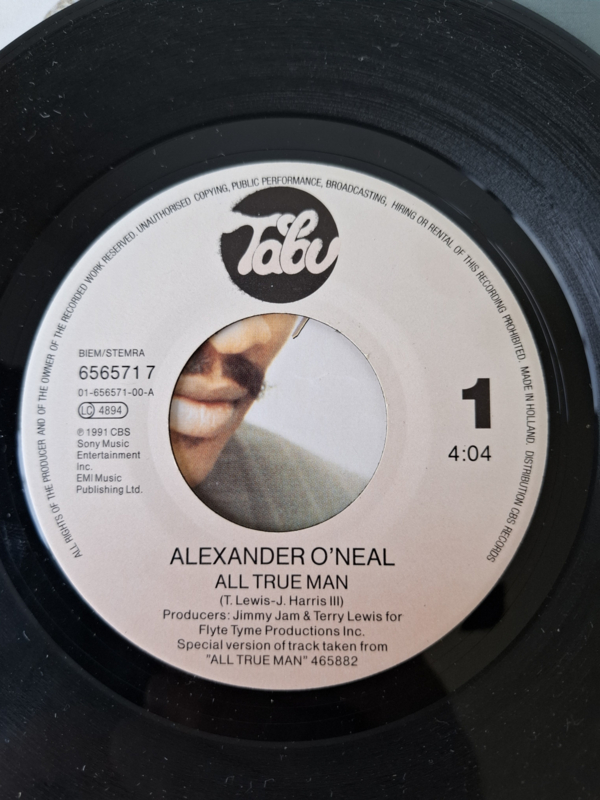 ALL RIGHTS OF THE PRODUCER AND OF THE OWNER OF THE RECORDED WORK RESERVED. UNAUTHORISED COPYING, PUBLIC PERFORMANCE, BROADCASTING, HIRING OR RENTAL OF THIS RECORDING PROHIBITED. MADE IN HOLLAND. DISTRIBUTION CBS RECORDS
Tabu
BIEM/STEMRA
656571 7
01-656571-00-A
LC 4894
℗ 1991 CBS
Sony Music
Entertainment
Inc.
EMI Music
Publishing Ltd.
1
4:04
ALEXANDER O'NEAL
ALL TRUE MAN
(T. Lewis-J. Harris III)
Producers: Jimmy Jam & Terry Lewis for
Flyte Tyme Productions Inc.
Special version of track taken from
"ALL TRUE MAN" 465882